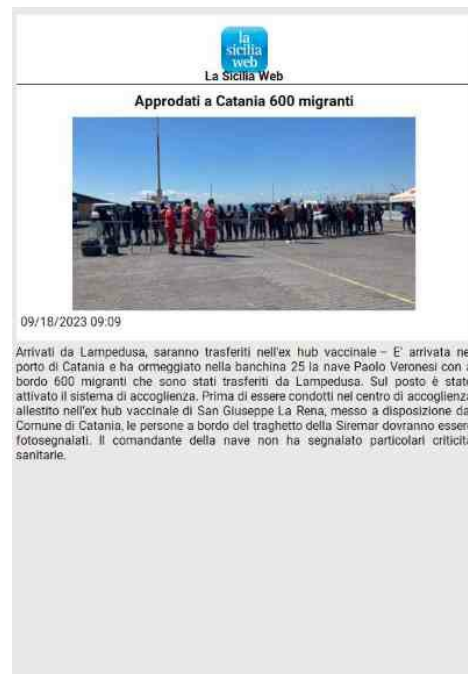 la
sicilia
web
La Sicilia Web
Approdati a Catania 600 migranti
09/18/2023 09:09
Arrivati da Lampedusa, saranno trasferiti nell'ex hub vaccinale – E' arrivata ne
porto di Catania e ha ormeggiato nella banchina 25 la nave Paolo Veronesi con
bordo 600 migranti che sono stati trasferiti da Lampedusa. Sul posto è stat
attivato il sistema di accoglienza. Prima di essere condotti nel centro di accoglienza
allestito nell'ex hub vaccinale di San Giuseppe La Rena, messo a disposizione da
Comune di Catania, le persone a bordo del traghetto della Siremar dovranno esser
fotosegnalati. Il comandante della nave non ha segnalato particolari criticit
sanitarie.